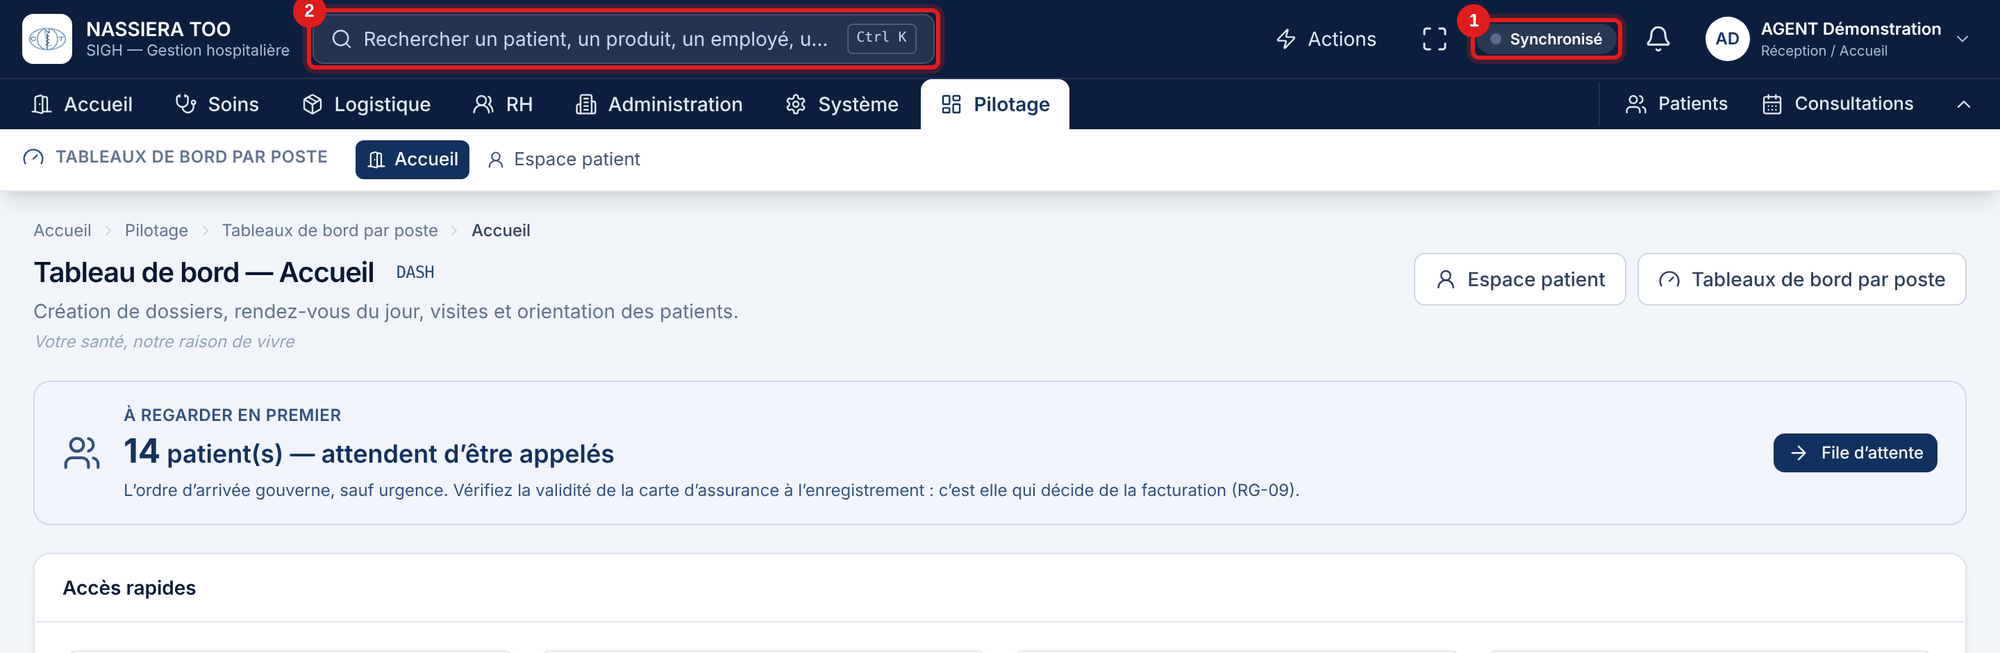 NASSIERA TOO
SIGH — Gestion hospitalière
2
Rechercher un patient, un produit, un employé, u...
Ctrl K
Actions
1
Synchronisé
AD
AGENT Démonstration
Réception / Accueil
Accueil
Soins
Logistique
RH
Administration
Système
Pilotage
Patients
Consultations
TABLEAUX DE BORD PAR POSTE
Accueil
Espace patient
Accueil > Pilotage > Tableaux de bord par poste > Accueil
Tableau de bord — Accueil DASH
Création de dossiers, rendez-vous du jour, visites et orientation des patients.
Votre santé, notre raison de vivre
Espace patient
Tableaux de bord par poste
À REGARDER EN PREMIER
14 patient(s) — attendent d’être appelés
L’ordre d’arrivée gouverne, sauf urgence. Vérifiez la validité de la carte d’assurance à l’enregistrement : c’est elle qui décide de la facturation (RG-09).
File d’attente
Accès rapides